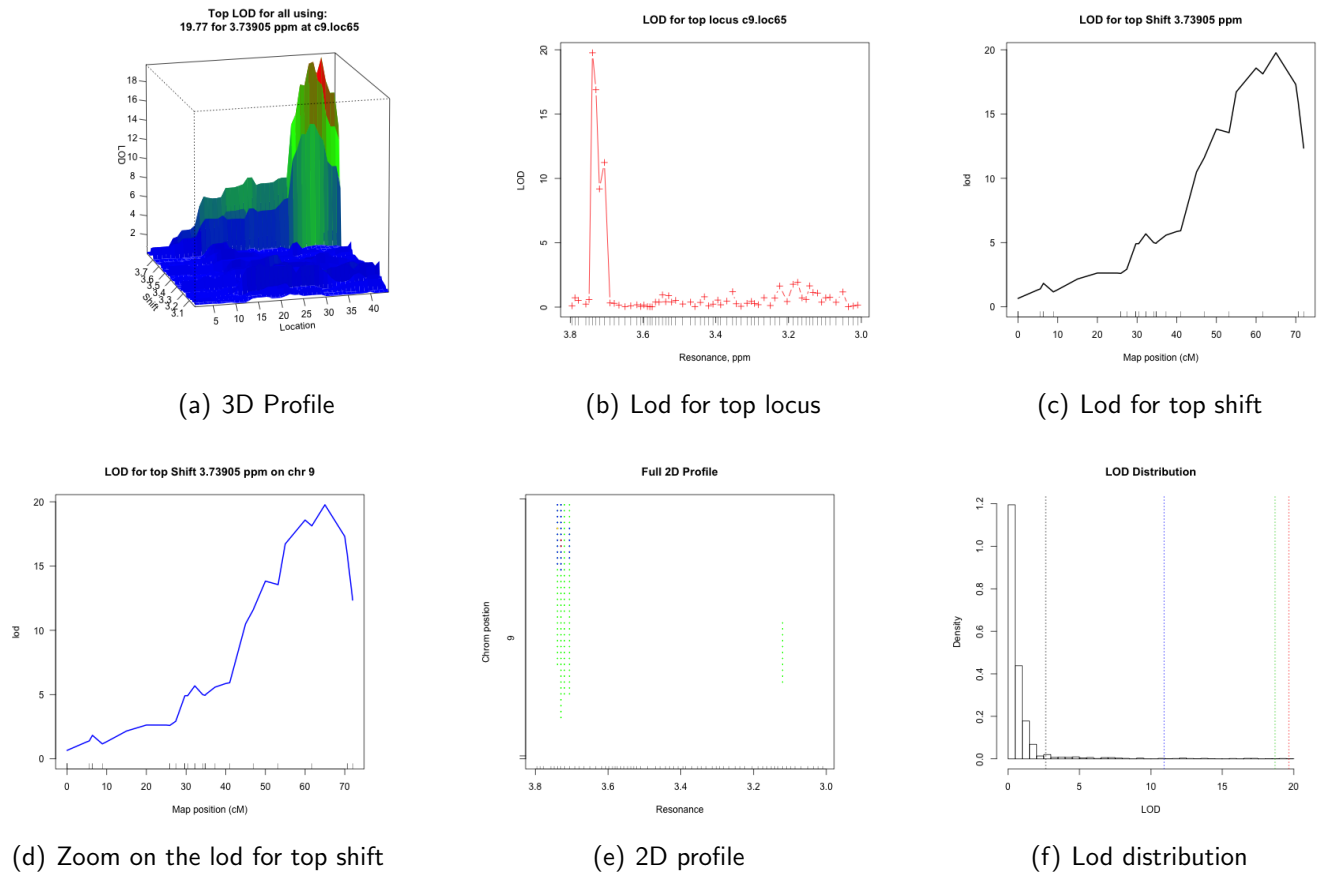 Top LOD for all using:
19.77 for 3.73905 ppm at c9.loc65
18
16
14
12
10
8
6
4
2
LOD
3.7
3.6
3.5
3.4
3.3
3.2
3.1
Shift
5 10 15 20 25 30 35 40
Location
(a) 3D Profile
LOD for top locus c9.loc65
20
15
10
5
0
LOD
3.8 3.6 3.4 3.2 3.0
Resonance, ppm
(b) Lod for top locus
LOD for top Shift 3.73905 ppm
20
15
10
5
0
lod
0 10 20 30 40 50 60 70
Map position (cM)
(c) Lod for top shift
LOD for top Shift 3.73905 ppm on chr 9
20
15
10
5
0
lod
0 10 20 30 40 50 60 70
Map position (cM)
(d) Zoom on the lod for top shift
Full 2D Profile
Chrom postion
9
3.8 3.6 3.4 3.2 3.0
Resonance
(e) 2D profile
LOD Distribution
1.2
1.0
0.8
0.6
0.4
0.2
0.0
Density
0 5 10 15 20
LOD
(f) Lod distribution